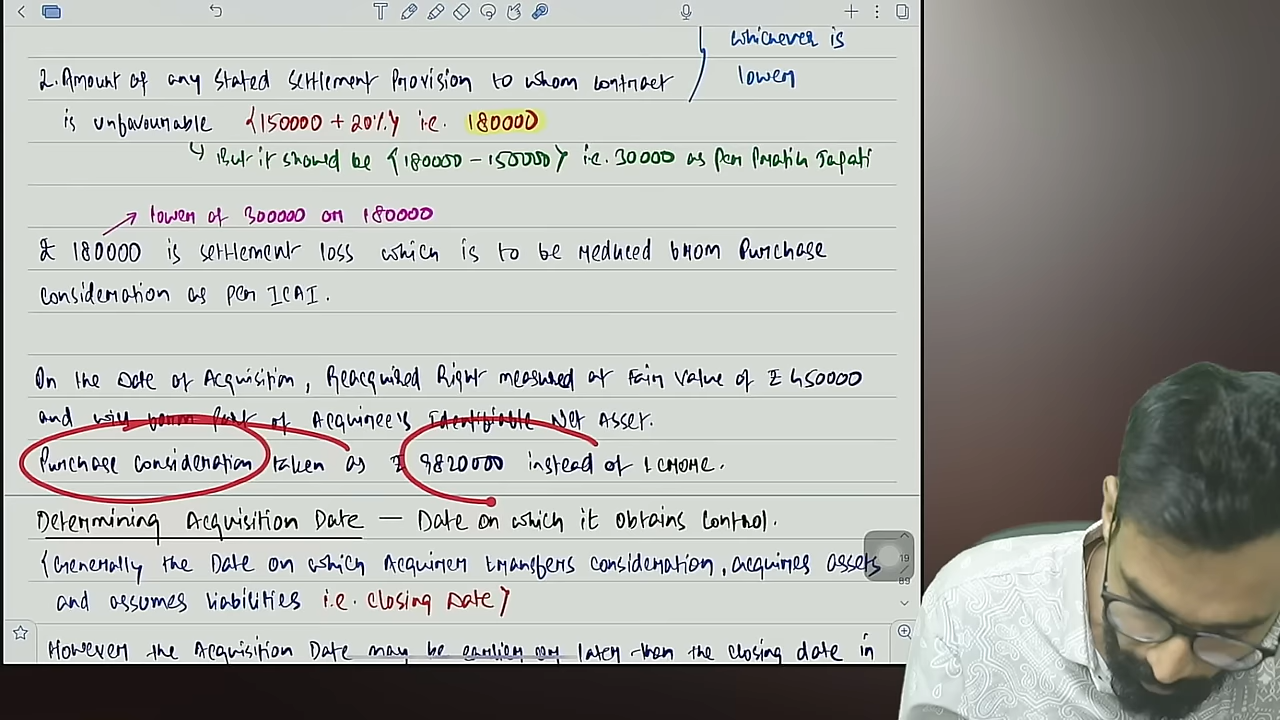 whichever is
2. Amount of any stated settlement Provision to whom contract
lower
is unfavourable {150000 + 20%} i.e. 180000
But it should be {180000 - 150000} i.e. 30000 as per Pratik Jagati
lower of 300000 or 180000
₹ 180000 is settlement loss which is to be reduced from Purchase
consideration as per ICAI.
On the Date of Acquisition, Reacquired Right measured at Fair Value of ₹ 450000
and will form Part of Acquiree's Identifiable Net Asset.
Purchase Consideration taken as ₹ 9820000 instead of 1 crore.
Determining Acquisition Date — Date on which it obtains control.
{Generally the Date on which Acquirer transfers consideration, acquires assets
and assumes liabilities i.e. closing Date}
19
89
However the Acquisition Date may be earlier or later than the closing date in